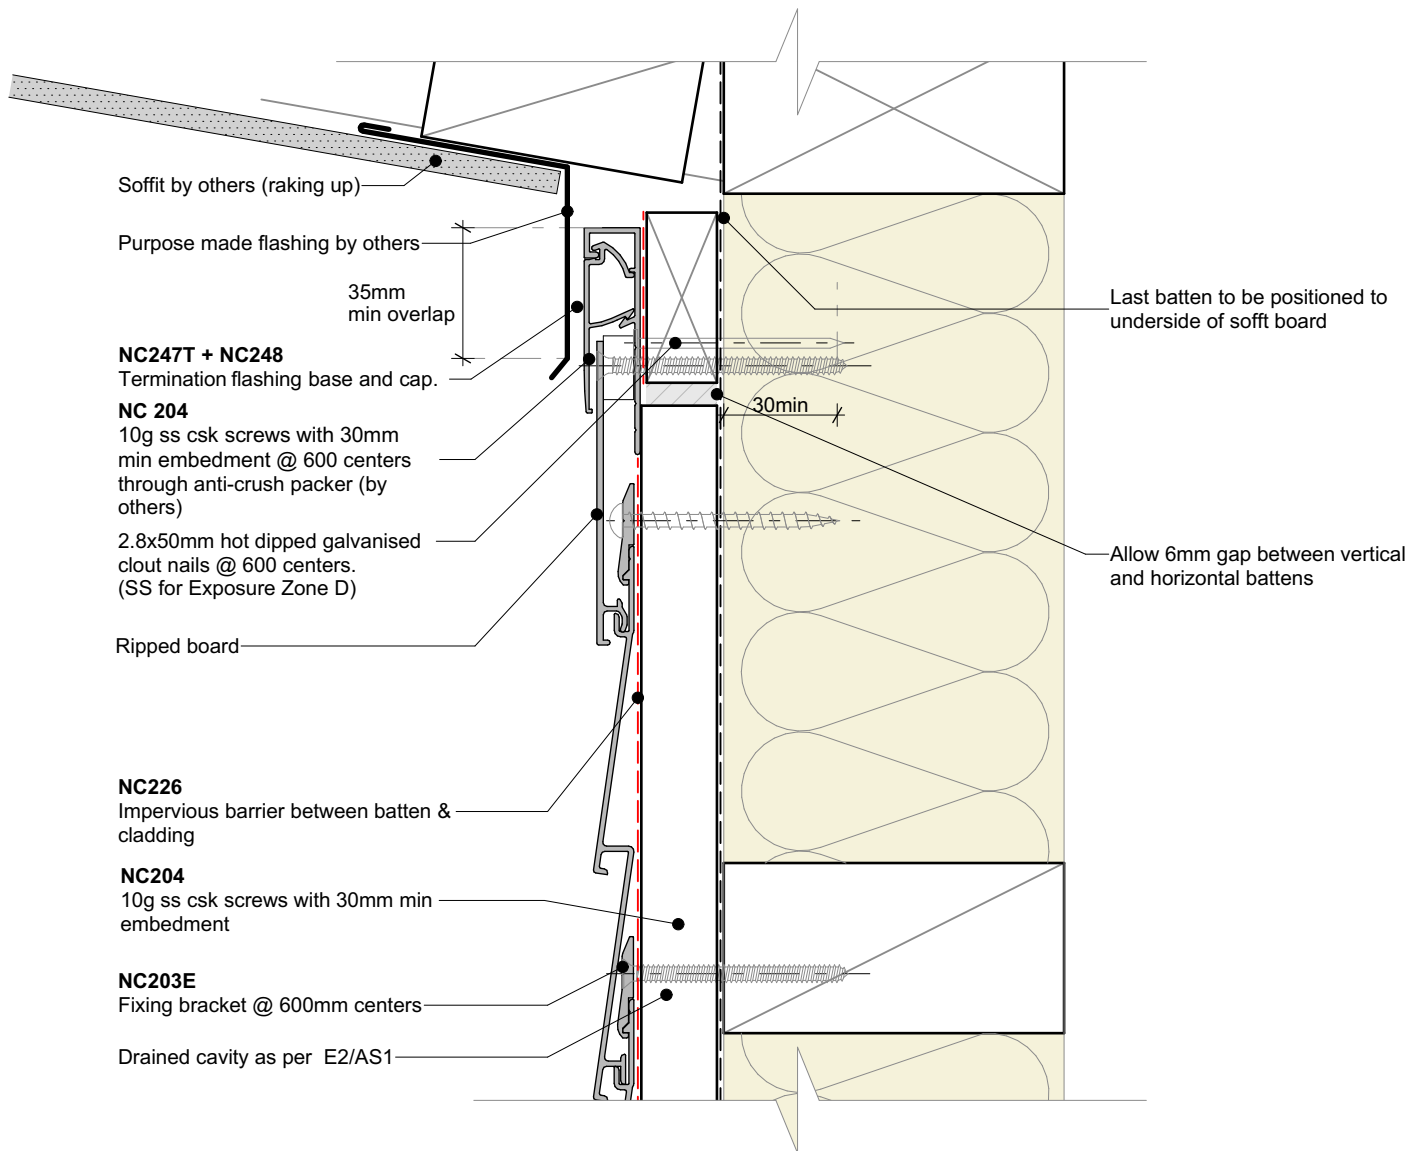 Soffit by others (raking up)
Purpose made flashing by others
35mm
min overlap
NC247T + NC248
Termination flashing base and cap.
NC 204
10g ss csk screws with 30mm
min embedment @ 600 centers
through anti-crush packer (by
others)
2.8x50mm hot dipped galvanised
clout nails @ 600 centers.
(SS for Exposure Zone D)
Ripped board
NC226
Impervious barrier between batten &
cladding
NC204
10g ss csk screws with 30mm min
embedment
NC203E
Fixing bracket @ 600mm centers
Drained cavity as per E2/AS1
30min
Last batten to be positioned to
underside of sofft board
Allow 6mm gap between vertical
and horizontal battens